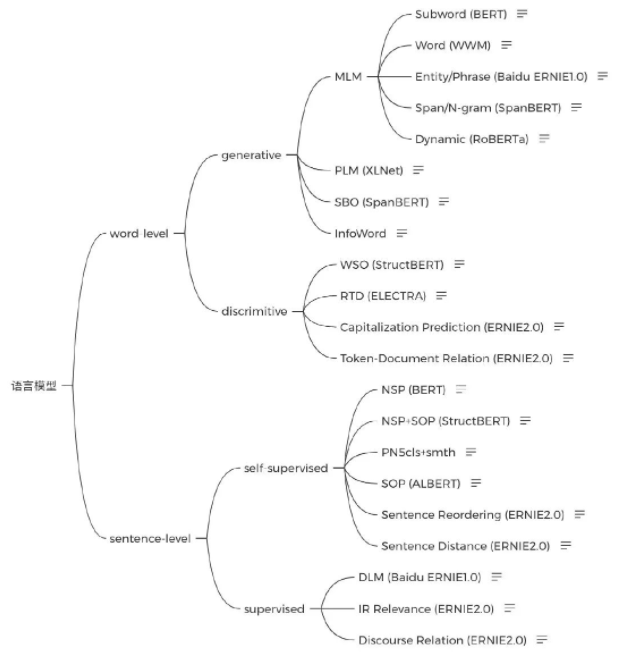 Subword (BERT)
Word (WWM)
MLM
Entity/Phrase (Baidu ERNIE1.0)
Span/N-gram (SpanBERT)
Dynamic (RoBERTa)
generative
PLM (XLNet)
SBO (SpanBERT)
InfoWord
word-level
WSO (StructBERT)
RTD (ELECTRA)
discrimitive
Capitalization Prediction (ERNIE2.0)
Token-Document Relation (ERNIE2.0)
语言模型
NSP (BERT)
NSP+SOP (StructBERT)
PN5cls+smth
self-supervised
SOP (ALBERT)
Sentence Reordering (ERNIE2.0)
Sentence Distance (ERNIE2.0)
sentence-level
DLM (Baidu ERNIE1.0)
supervised
IR Relevance (ERNIE2.0)
Discourse Relation (ERNIE2.0)